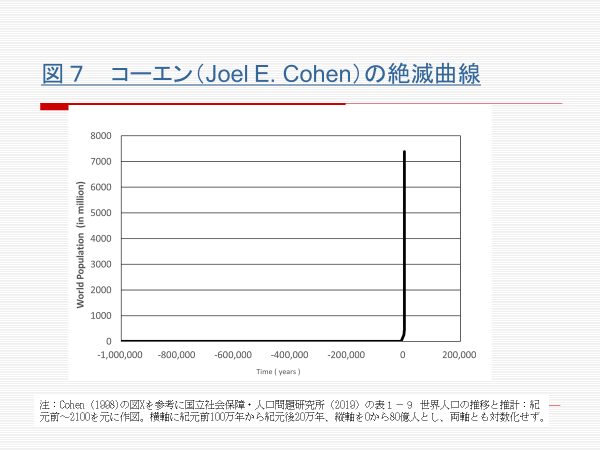 図７　コーエン（Joel E. Cohen）の絶滅曲線
World Population (in million)
8000
7000
6000
5000
4000
3000
2000
1000
0
-1,000,000 -800,000 -600,000 -400,000 -200,000 0 200,000
Time ( years )
注：Cohen（1998)の図Xを参考に国立社会保障・人口問題研究所（2019）の表１－９ 世界人口の推移と推計：紀
元前～2100を元に作図。横軸に紀元前100万年から紀元後20万年、縦軸を0から80億人とし、両軸とも対数化せず。